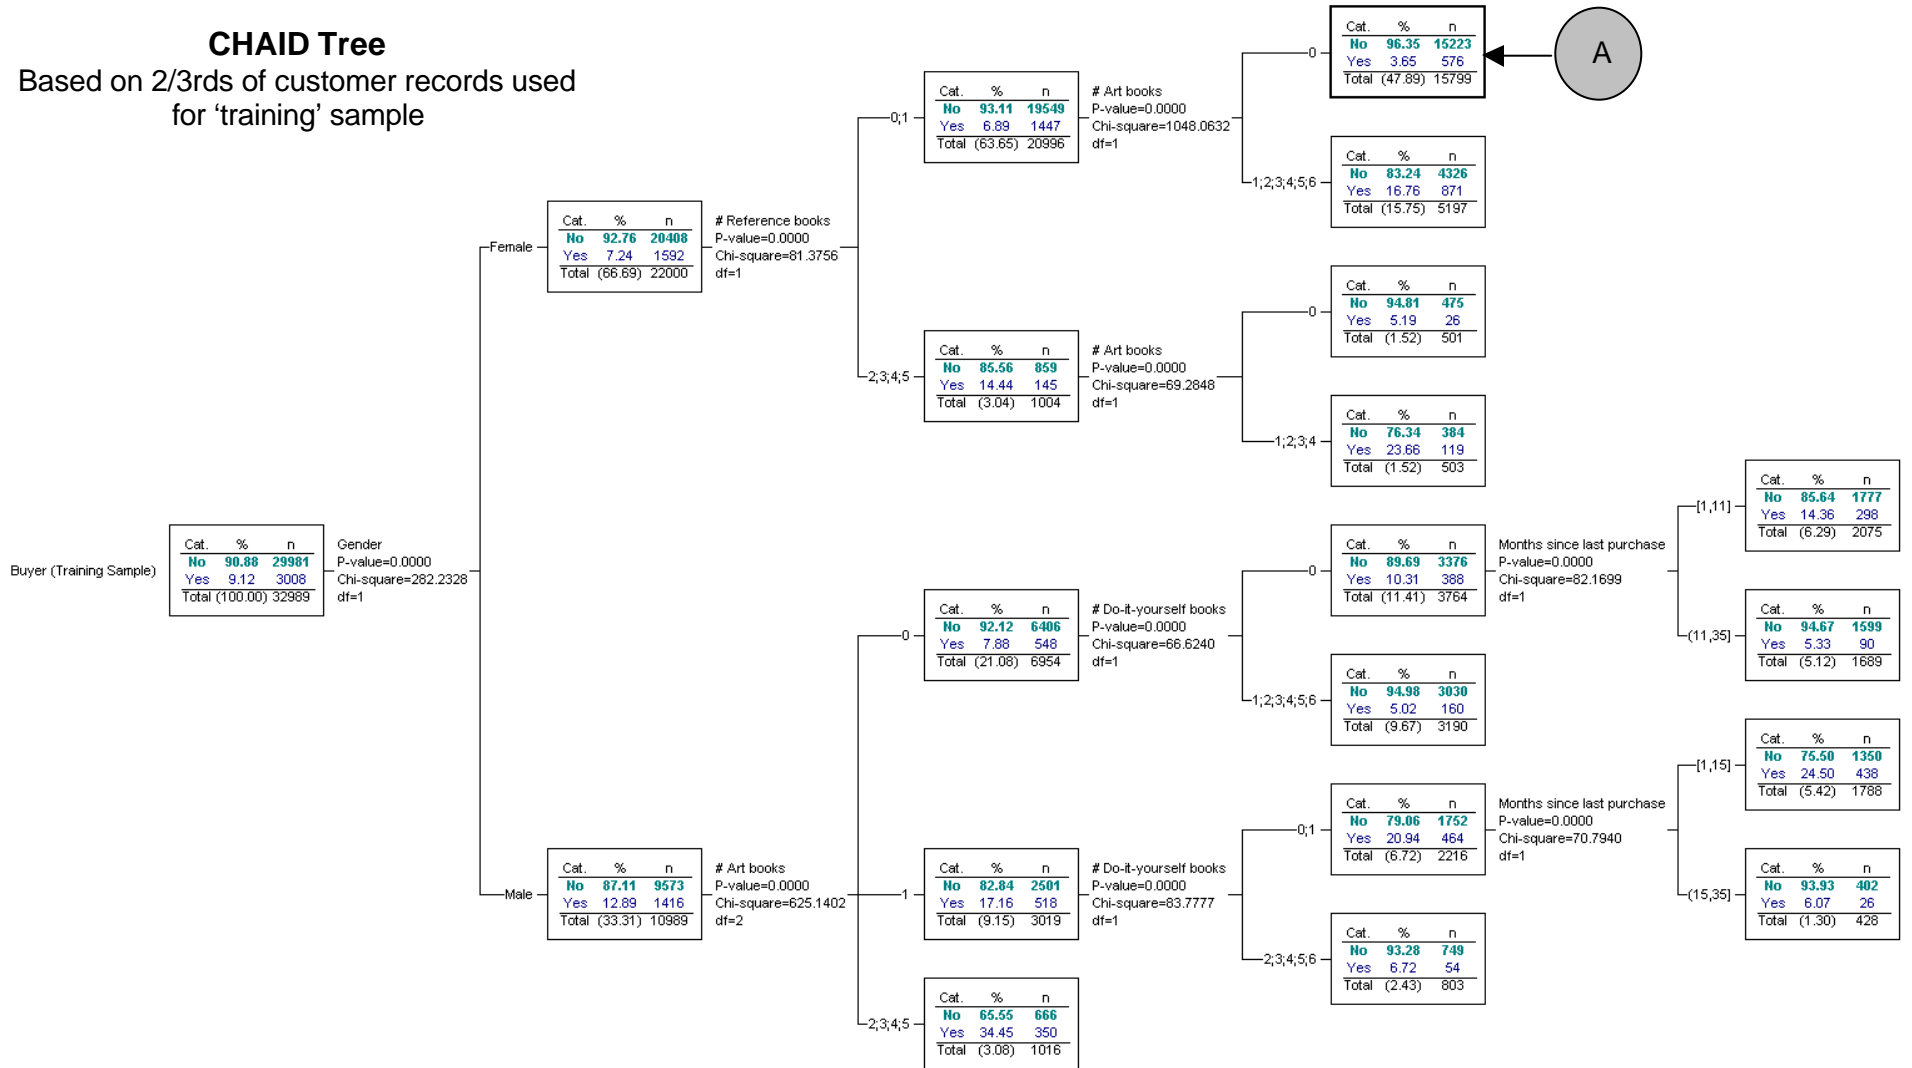 CHAID Tree
Based on 2/3rds of customer records used
for ‘training’ sample
Buyer (Training Sample)
Cat. % n
No 90.88 29981
Yes 9.12 3008
Total (100.00) 32989
Gender
P-value=0.0000
Chi-square=282.2328
df=1
Female
Cat. % n
No 92.76 20408
Yes 7.24 1592
Total (66.69) 22000
# Reference books
P-value=0.0000
Chi-square=81.3756
df=1
0;1
Cat. % n
No 93.11 19549
Yes 6.89 1447
Total (63.65) 20996
# Art books
P-value=0.0000
Chi-square=1048.0632
df=1
0
Cat. % n
No 96.35 15223
Yes 3.65 576
Total (47.89) 15799
A
1;2;3;4;5;6
Cat. % n
No 83.24 4326
Yes 16.76 871
Total (15.75) 5197
2;3;4;5
Cat. % n
No 85.56 859
Yes 14.44 145
Total (3.04) 1004
# Art books
P-value=0.0000
Chi-square=69.2848
df=1
0
Cat. % n
No 94.81 475
Yes 5.19 26
Total (1.52) 501
1;2;3;4
Cat. % n
No 76.34 384
Yes 23.66 119
Total (1.52) 503
Male
Cat. % n
No 87.11 9573
Yes 12.89 1416
Total (33.31) 10989
# Art books
P-value=0.0000
Chi-square=625.1402
df=2
0
Cat. % n
No 92.12 6406
Yes 7.88 548
Total (21.08) 6954
# Do-it-yourself books
P-value=0.0000
Chi-square=66.6240
df=1
0
Cat. % n
No 89.69 3376
Yes 10.31 388
Total (11.41) 3764
Months since last purchase
P-value=0.0000
Chi-square=82.1699
df=1
[1,11]
Cat. % n
No 85.64 1777
Yes 14.36 298
Total (6.29) 2075
(11,35]
Cat. % n
No 94.67 1599
Yes 5.33 90
Total (5.12) 1689
1;2;3;4;5;6
Cat. % n
No 94.98 3030
Yes 5.02 160
Total (9.67) 3190
1
Cat. % n
No 82.84 2501
Yes 17.16 518
Total (9.15) 3019
# Do-it-yourself books
P-value=0.0000
Chi-square=83.7777
df=1
0;1
Cat. % n
No 79.06 1752
Yes 20.94 464
Total (6.72) 2216
Months since last purchase
P-value=0.0000
Chi-square=70.7940
df=1
[1,15]
Cat. % n
No 75.50 1350
Yes 24.50 438
Total (5.42) 1788
(15,35]
Cat. % n
No 93.93 402
Yes 6.07 26
Total (1.30) 428
2;3;4;5;6
Cat. % n
No 93.28 749
Yes 6.72 54
Total (2.43) 803
2;3;4;5
Cat. % n
No 65.55 666
Yes 34.45 350
Total (3.08) 1016